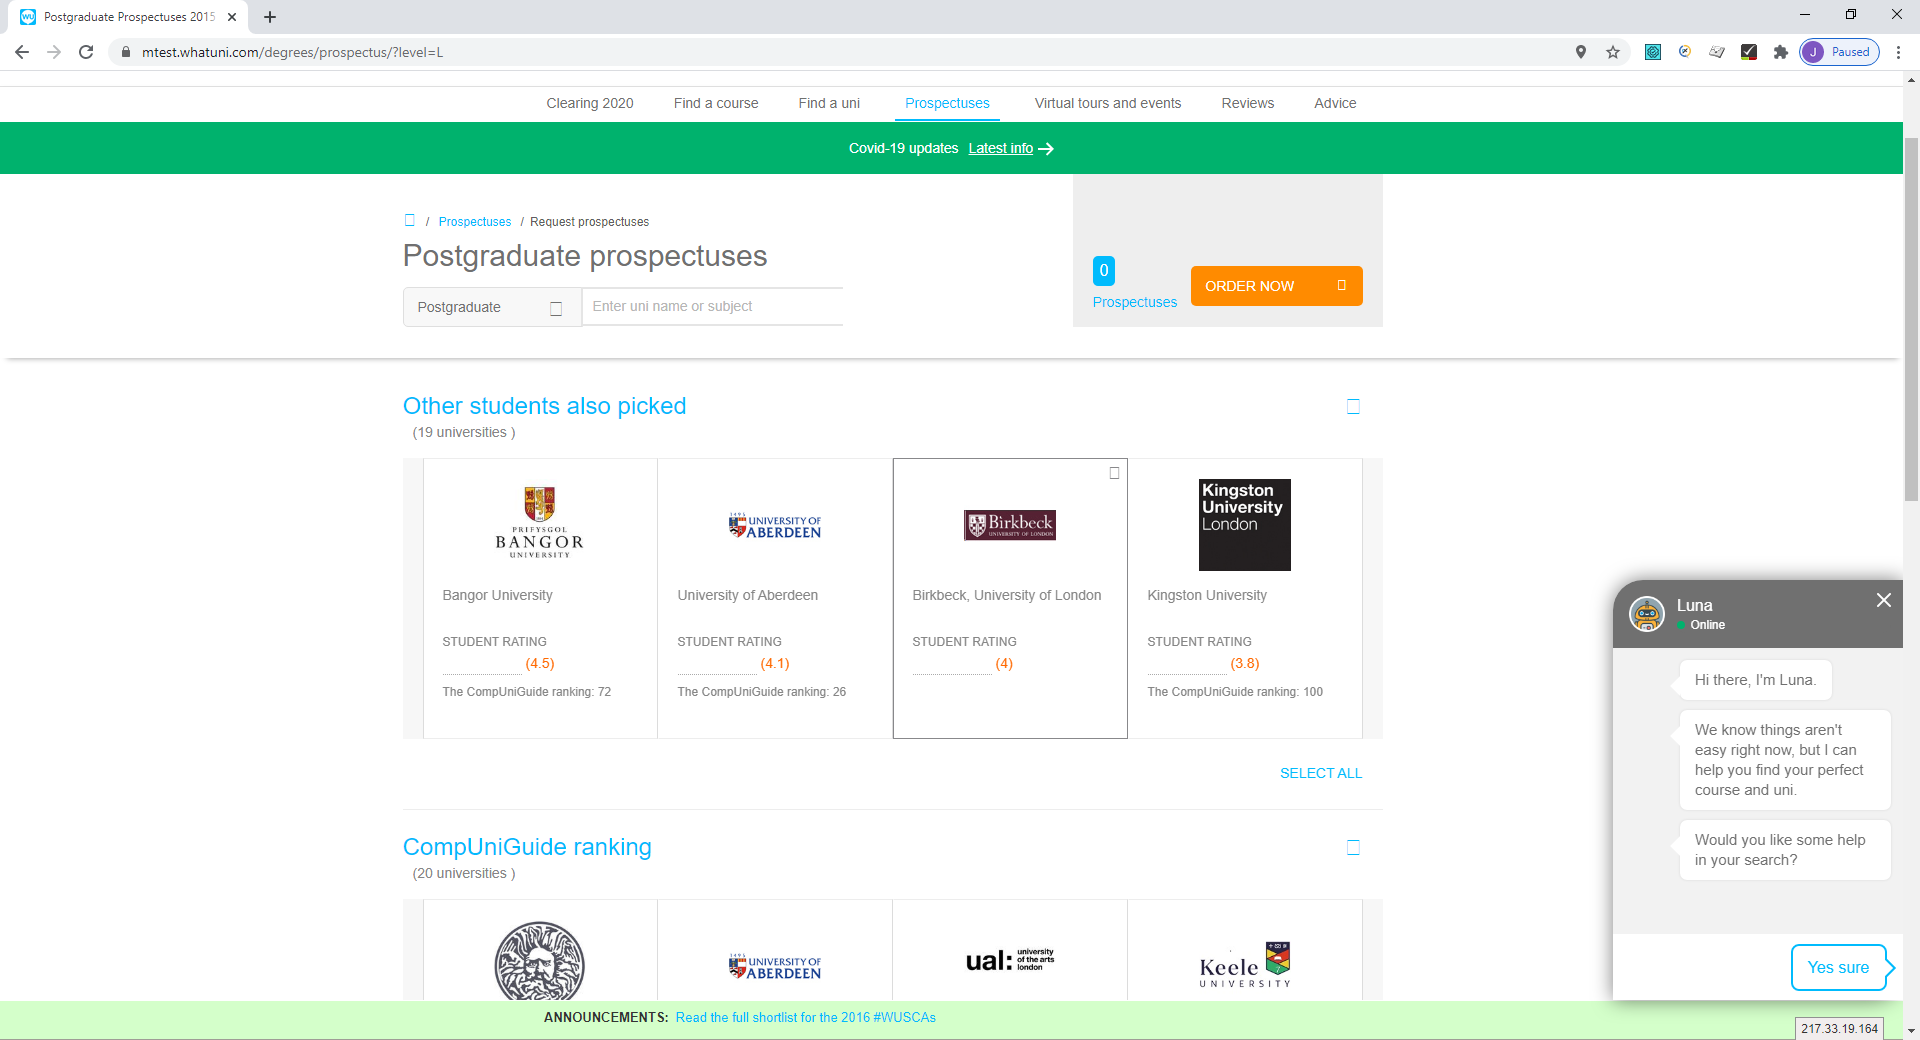 Postgraduate Prospectuses 2015
mtest.whatuni.com/degrees/prospectus/?level=L
J Paused
Clearing 2020 Find a course Find a uni Prospectuses Virtual tours and events Reviews Advice
Covid-19 updates Latest info
/ Prospectuses / Request prospectuses
Postgraduate prospectuses
Postgraduate Enter uni name or subject
0
Prospectuses
ORDER NOW
Other students also picked
(19 universities )
PRIFYSGOL
BANGOR
UNIVERSITY
1495
UNIVERSITY OF
ABERDEEN
Birkbeck
UNIVERSITY OF LONDON
Kingston
University
London
Bangor University University of Aberdeen Birkbeck, University of London Kingston University
STUDENT RATING STUDENT RATING STUDENT RATING STUDENT RATING
(4.5) (4.1) (4) (3.8)
The CompUniGuide ranking: 72 The CompUniGuide ranking: 26 The CompUniGuide ranking: 100
SELECT ALL
CompUniGuide ranking
(20 universities )
1495
UNIVERSITY OF
ABERDEEN
ual: university
of the arts
london
Keele
UNIVERSITY
WU
Luna
Online
Hi there, I'm Luna.
We know things aren't
easy right now, but I can
help you find your perfect
course and uni.
Would you like some help
in your search?
Yes sure
ANNOUNCEMENTS: Read the full shortlist for the 2016 #WUSCAs
217.33.19.164